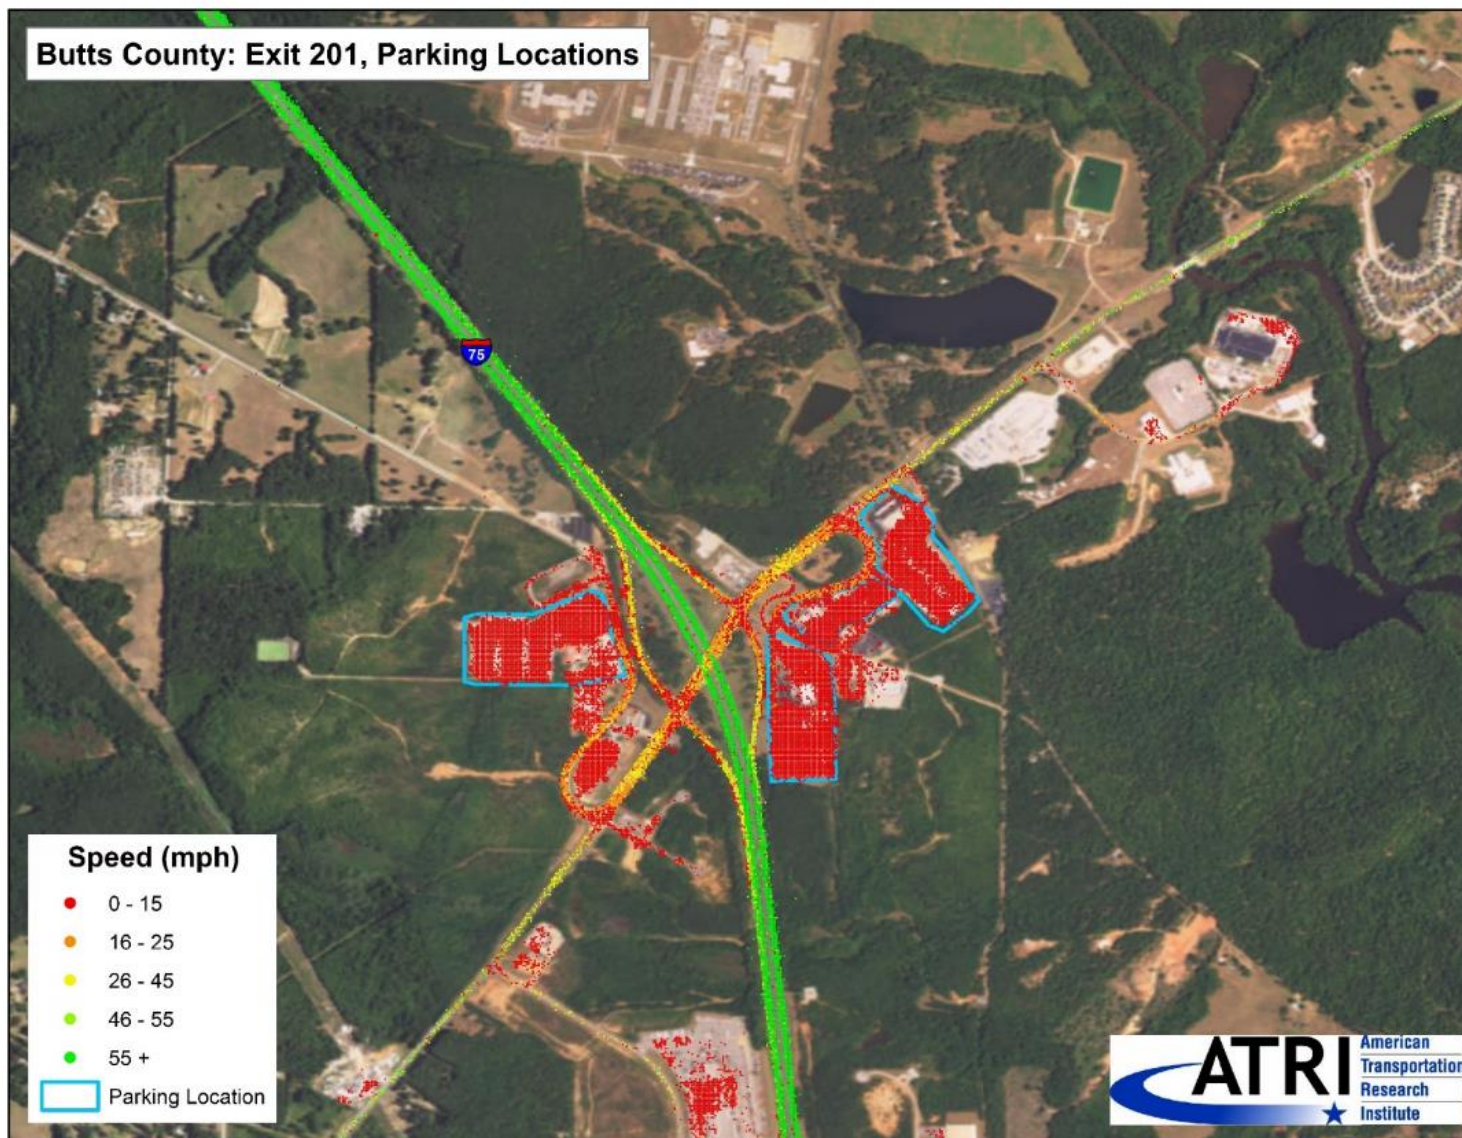 Butts County: Exit 201, Parking Locations
75
Speed (mph)
0 - 15
16 - 25
26 - 45
46 - 55
55 +
Parking Location
ATRI
American
Transportation
Research
Institute